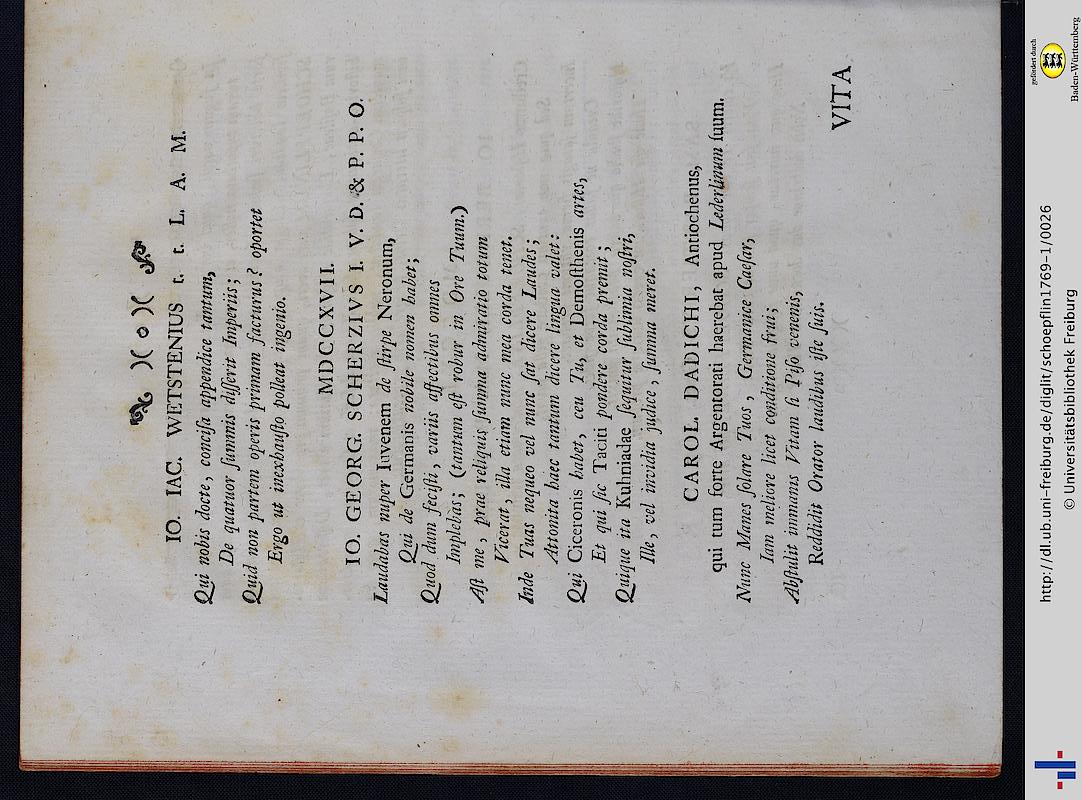 )( o )(
IO. IAC. WETSTENIUS t. t. L. A. M.
Qui nobis docte, conciſa appendice tantum,
De quatuor ſummis diſſerit Imperiis;
Quid non partem operis primam facturus? oportet
Ergo ut inexhauſto polleat ingenio.
MDCCXVII.
IO. GEORG. SCHERZIVS I. V. D. & P. P. O.
Laudabas nuper Iuvenem de ſtirpe Neronum,
Qui de Germanis nobile nomen habet;
Quod dum feciſti, variis affectibus omnes
Implebas; (tantum eſt robur in Ore Tuum.)
Aſt me, prae reliquis ſumma admiratio totum
Vicerat, illa etiam nunc mea corda tenet.
Inde Tuas nequeo vel nunc ſat dicere Laudes;
Attonita haec tantum dicere lingua valet:
Qui Ciceronis habet, ceu Tu, et Demoſthenis artes,
Et qui ſic Taciti pondere corda premit;
Quique ita Kuhniadae ſequitur ſublimia noſtri,
Ille, vel invidia judice, ſumma meret.
CAROL. DADICHI, Antiochenus,
qui tum forte Argentorati haerebat apud Lederlinum ſuum.
Nunc Manes ſolare Tuos, Germanice Caeſar,
Iam meliore licet conditione frui;
Abſtulit inmanis Vitam ſi Piſo venenis,
Reddidit Orator laudibus iſte ſuis.
VITA
http://dl.ub.uni-freiburg.de/diglit/schoepflin1769-1/0026
© Universitätsbibliothek Freiburg
gefördert durch
Baden-Württemberg